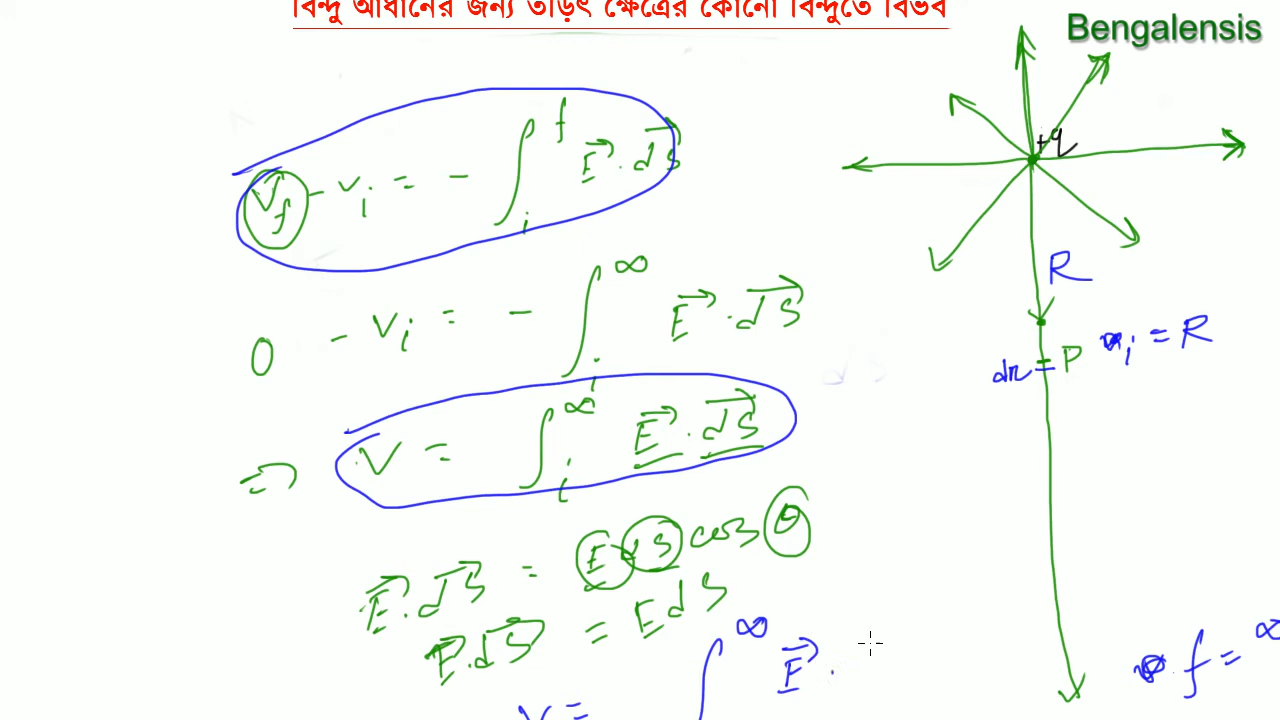 বিন্দু আধানের জন্য তড়িৎ ক্ষেত্রের কোনো বিন্দুতে বিভব
Bengalensis
V_f - v_i = - ∫_i^f E⃗ . dS⃗
+q
0 - v_i = - ∫_i^∞ E⃗ . dS⃗
R
r_i = R
dr P
⇒ V = ∫_i^∞ E⃗ . dS⃗
E⃗ . dS⃗ = E dS cos θ
E⃗ . dS⃗ = E dS
V = ∫^∞ E⃗ .
f = ∞